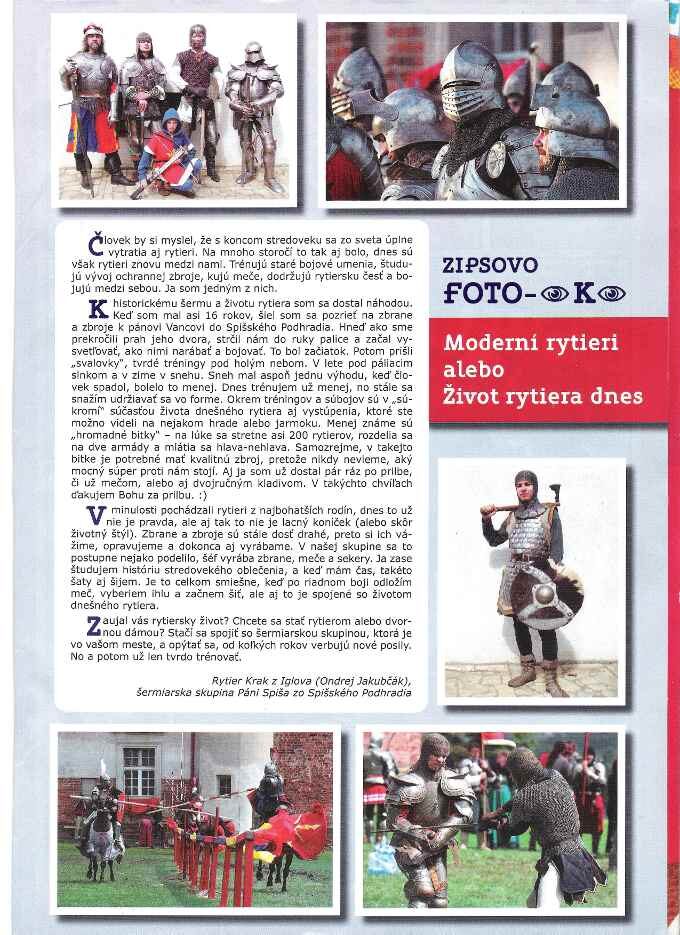 Človek by si myslel, že s koncom stredoveku sa zo sveta úplne
vytratia aj rytieri. Na mnoho storočí to tak aj bolo, dnes sú
však rytieri znovu medzi nami. Trénujú staré bojové umenia, študu-
jú vývoj ochrannej zbroje, kujú meče, dodržujú rytiersku česť a bo-
jujú medzi sebou. Ja som jedným z nich.
K historickému šermu a životu rytiera som sa dostal náhodou.
Keď som mal asi 16 rokov, šiel som sa pozrieť na zbrane
a zbroje k pánovi Vancovi do Spišského Podhradia. Hneď ako sme
prekročili prah jeho dvora, strčil nám do ruky palice a začal vy-
svetľovať, ako nimi narábať a bojovať. To bol začiatok. Potom prišli
„svalovky“, tvrdé tréningy pod holým nebom. V lete pod páliacim
slnkom a v zime v snehu. Sneh mal aspoň jednu výhodu, keď člo-
vek spadol, bolelo to menej. Dnes trénujem už menej, no stále sa
snažím udržiavať sa vo forme. Okrem tréningov a súbojov sú v „sú-
kromí“ súčasťou života dnešného rytiera aj vystúpenia, ktoré ste
možno videli na nejakom hrade alebo jarmoku. Menej známe sú
„hromadné bitky“ – na lúke sa stretne asi 200 rytierov, rozdelia sa
na dve armády a mlátia sa hlava-nehlava. Samozrejme, v takejto
bitke je potrebné mať kvalitnú zbroj, pretože nikdy nevieme, aký
mocný súper proti nám stojí. Aj ja som už dostal pár ráz po prilbe,
či už mečom, alebo aj dvojručným kladivom. V takýchto chvíľach
ďakujem Bohu za prilbu. :)
V minulosti pochádzali rytieri z najbohatších rodín, dnes to už
nie je pravda, ale aj tak to nie je lacný koníček (alebo skôr
životný štýl). Zbrane a zbroje sú stále dosť drahé, preto si ich vá-
žime, opravujeme a dokonca aj vyrábame. V našej skupine sa to
postupne nejako podelilo, šéf vyrába zbrane, meče a sekery. Ja zase
študujem históriu stredovekého oblečenia, a keď mám čas, takéto
šaty aj šijem. Je to celkom smiešne, keď po riadnom boji odložím
meč, vyberiem ihlu a začnem šiť, ale aj to je spojené so životom
dnešného rytiera.
Zaujal vás rytiersky život? Chcete sa stať rytierom alebo dvor-
nou dámou? Stačí sa spojiť so šermiarskou skupinou, ktorá je
vo vašom meste, a opýtať sa, od koľkých rokov verbujú nové posily.
No a potom už len tvrdo trénovať.
Rytier Krak z Iglova (Ondrej Jakubčák),
šermiarska skupina Páni Spiša zo Spišského Podhradia
ZIPSOVO
FOTO-OKO
Moderní rytieri
alebo
Život rytiera dnes